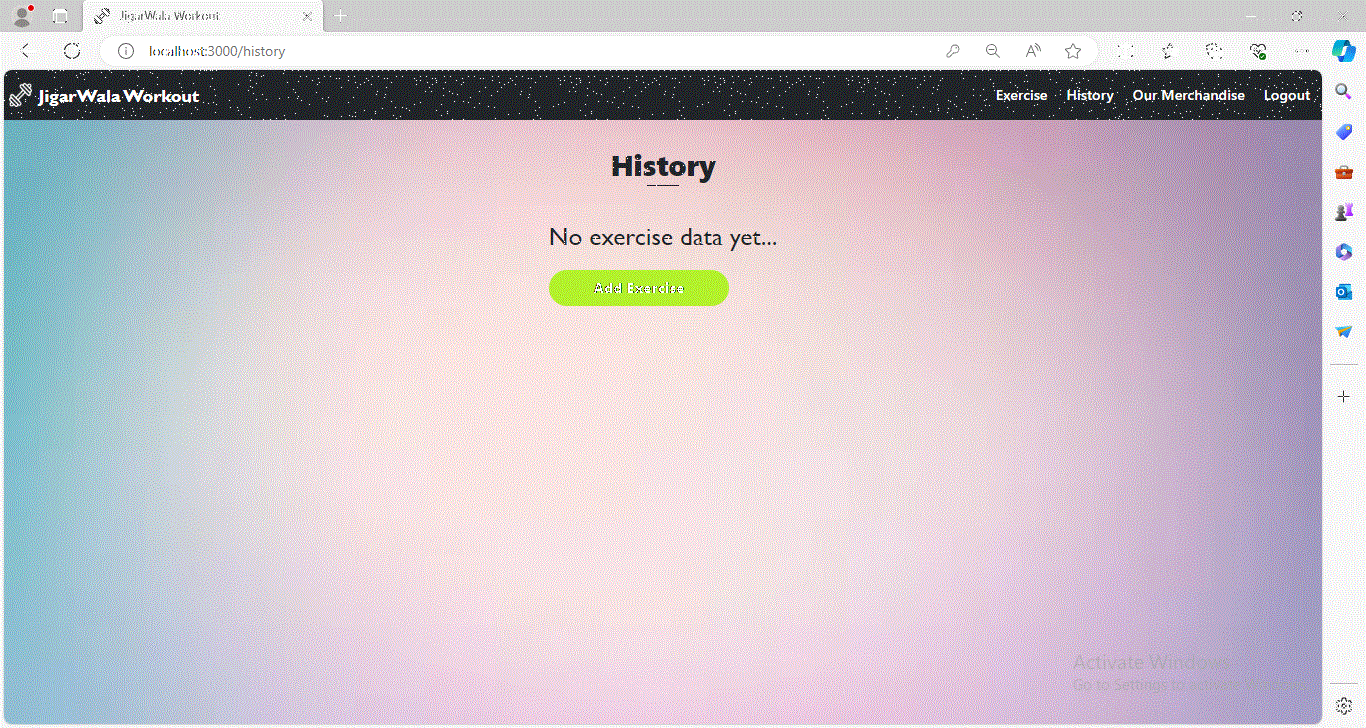 JigarWala Workout
localhost:3000/history
JigarWala Workout
Exercise History Our Merchandise Logout
History
No exercise data yet...
Add Exercise
Activate Windows
Go to Settings to